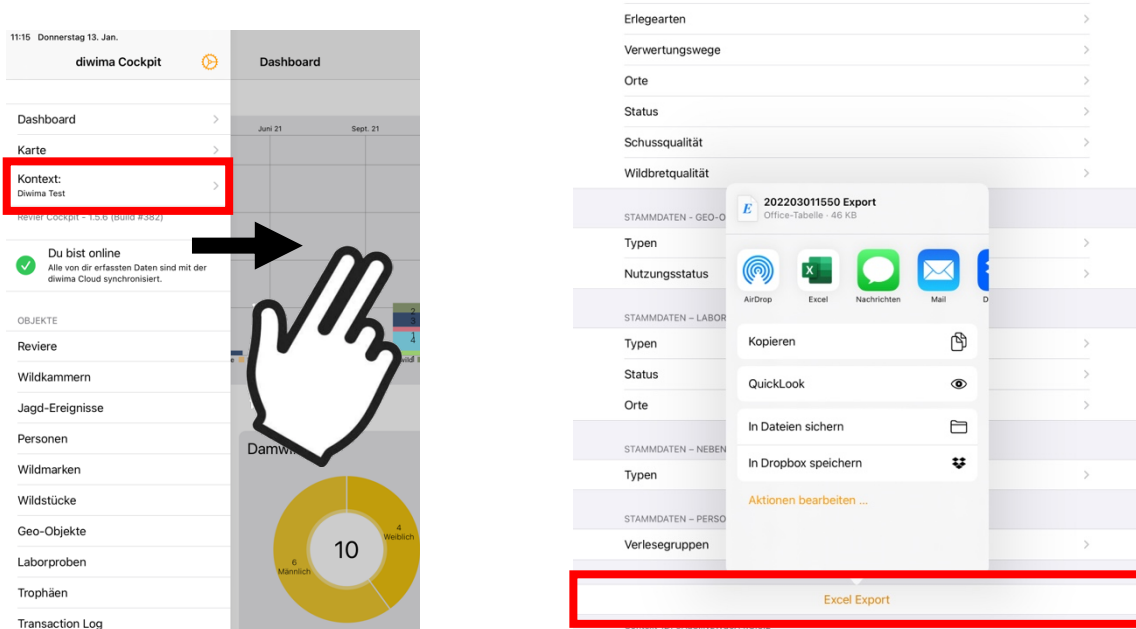 11:15 Donnerstag 13. Jan.
diwima Cockpit
Dashboard
Karte
Kontext:
Diwima Test
Revier Cockpit – 1.5.6 (Build #382)
Du bist online
Alle von dir erfassten Daten sind mit der
diwima Cloud synchronisiert.
OBJEKTE
Reviere
Wildkammern
Jagd-Ereignisse
Personen
Wildmarken
Wildstücke
Geo-Objekte
Laborproben
Trophäen
Transaction Log
Dashboard
Juni 21 Sept. 21
2
3
1
4
Damw
4
Weiblich
10
6
Männlich
Erlegearten
Verwertungswege
Orte
Status
Schussqualität
Wildbretqualität
STAMMDATEN - GEO-O
Typen
Nutzungsstatus
STAMMDATEN – LABOR
Typen
Status
Orte
STAMMDATEN – NEBEN
Typen
STAMMDATEN – PERSO
Verlesegruppen
202203011550 Export
Office-Tabelle · 46 KB
AirDrop Excel Nachrichten Mail D
Kopieren
QuickLook
In Dateien sichern
In Dropbox speichern
Aktionen bearbeiten ...
Excel Export